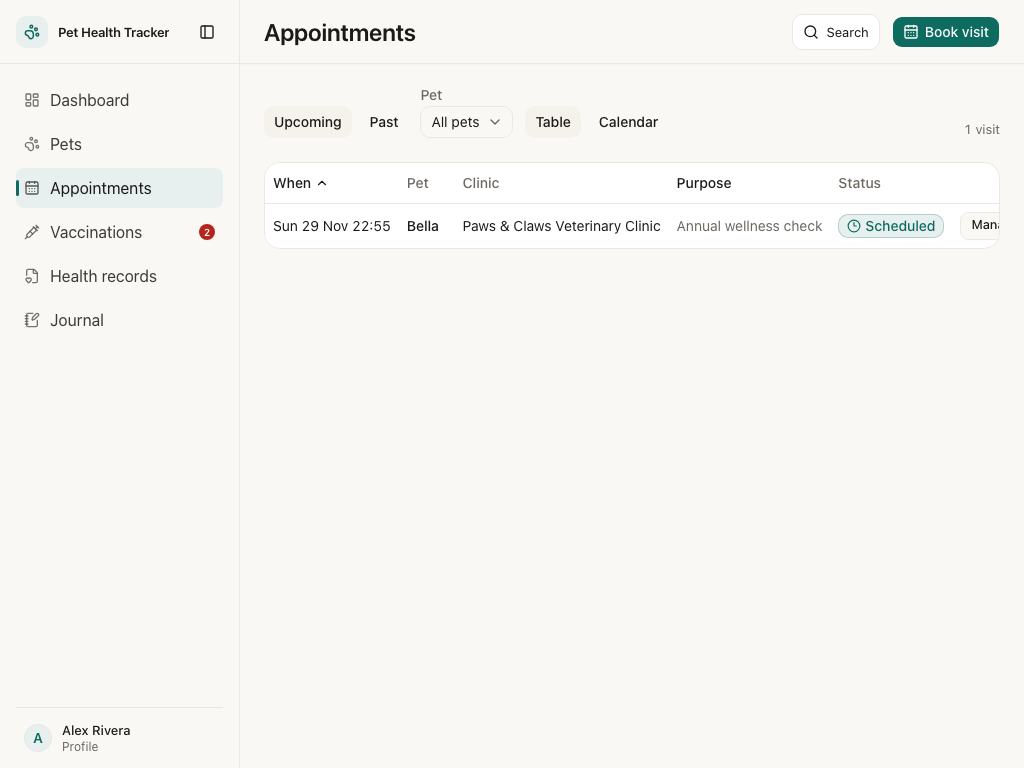 Pet Health Tracker
Appointments
Search
Book visit
Dashboard
Pets
Appointments
Vaccinations 2
Health records
Journal
Pet
Upcoming Past All pets Table Calendar
1 visit
When Pet Clinic Purpose Status
Sun 29 Nov 22:55 Bella Paws & Claws Veterinary Clinic Annual wellness check Scheduled
A
Alex Rivera
Profile